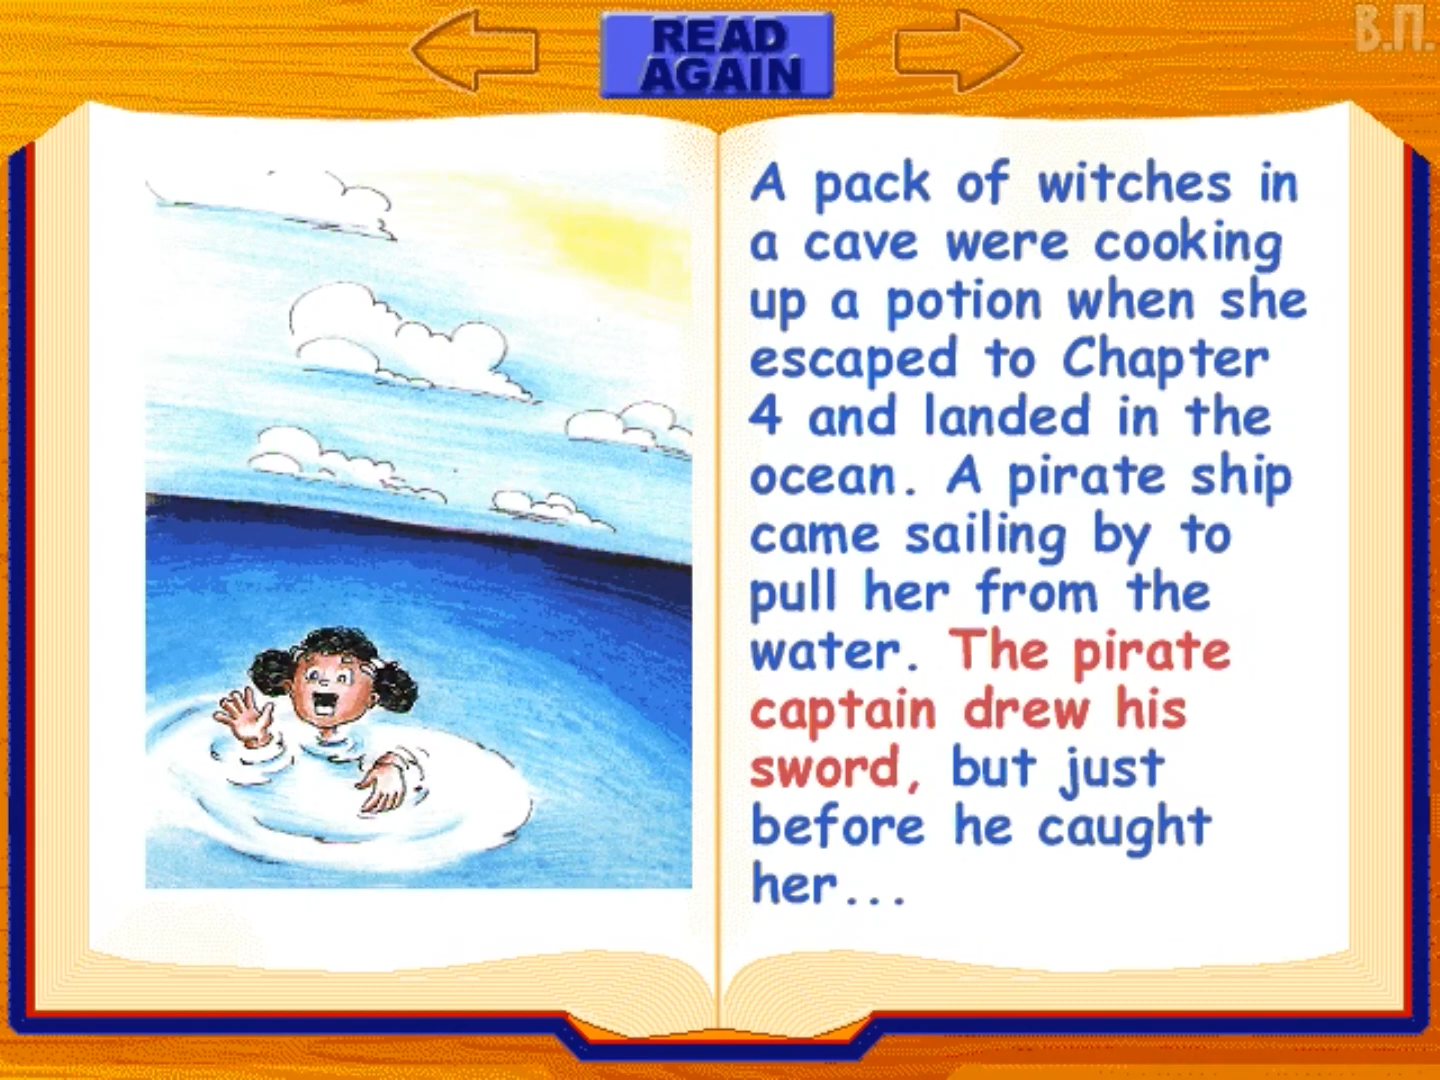 READ
AGAIN
В.П.
A pack of witches in
a cave were cooking
up a potion when she
escaped to Chapter
4 and landed in the
ocean. A pirate ship
came sailing by to
pull her from the
water. The pirate
captain drew his
sword, but just
before he caught
her...